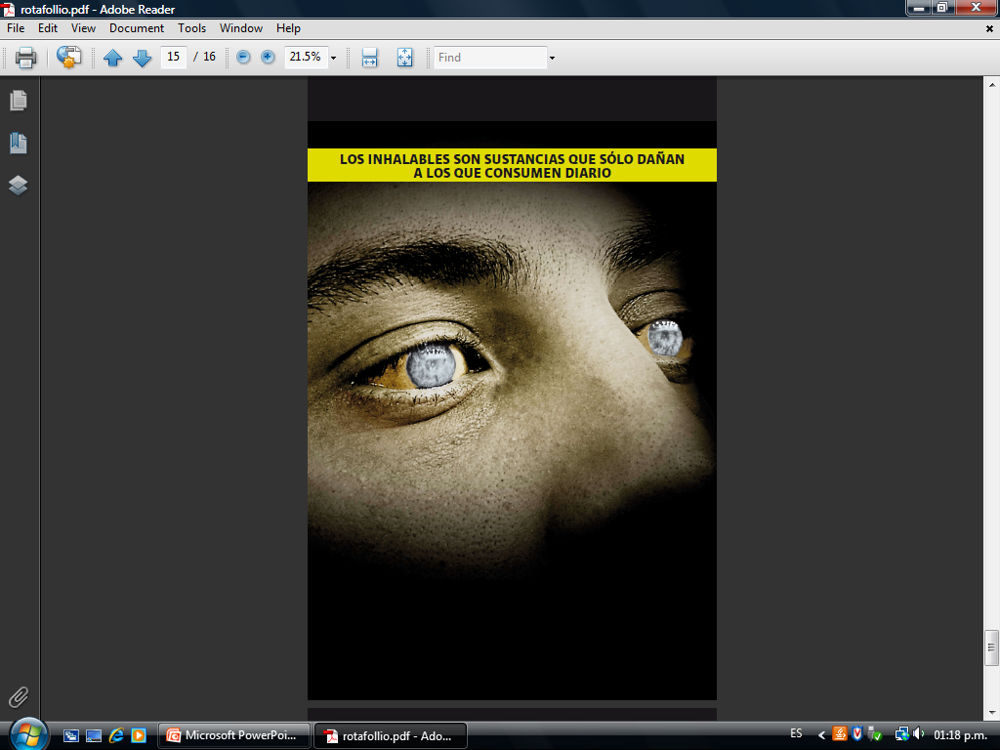 rotafollio.pdf - Adobe Reader
File Edit View Document Tools Window Help
15 / 16 21.5% Find
LOS INHALABLES SON SUSTANCIAS QUE SÓLO DAÑAN
A LOS QUE CONSUMEN DIARIO
Microsoft PowerPoi... rotafollio.pdf - Ado... ES 01:18 p.m.